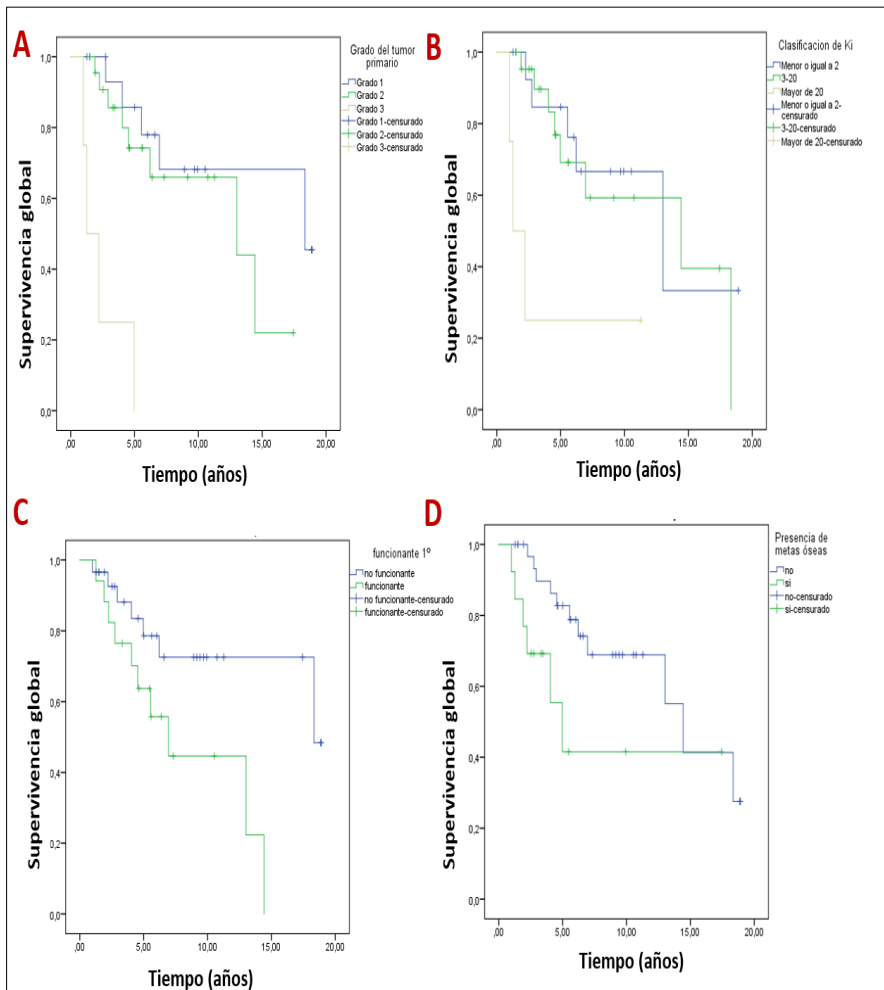 A
Supervivencia global
1,0
0,8
0,6
0,4
0,2
0,0
,00
5,00
10,00
15,00
20,00
Tiempo (años)
Grado del tumor
primario
Grado 1
Grado 2
Grado 3
Grado 1-censurado
Grado 2-censurado
Grado 3-censurado
B
Supervivencia global
1,0
0,8
0,6
0,4
0,2
0,0
,00
5,00
10,00
15,00
20,00
Tiempo (años)
Clasificacion de Ki
Menor o igual a 2
3-20
Mayor de 20
Menor o igual a 2-
censurado
3-20-censurado
Mayor de 20-censurado
C
Supervivencia global
1,0
0,8
0,6
0,4
0,2
0,0
,00
5,00
10,00
15,00
20,00
Tiempo (años)
funcionante 1º
no funcionante
funcionante
no funcionante-censurado
funcionante-censurado
D
Supervivencia global
1,0
0,8
0,6
0,4
0,2
0,0
,00
5,00
10,00
15,00
20,00
Tiempo (años)
Presencia de
metas óseas
no
si
no-censurado
si-censurado